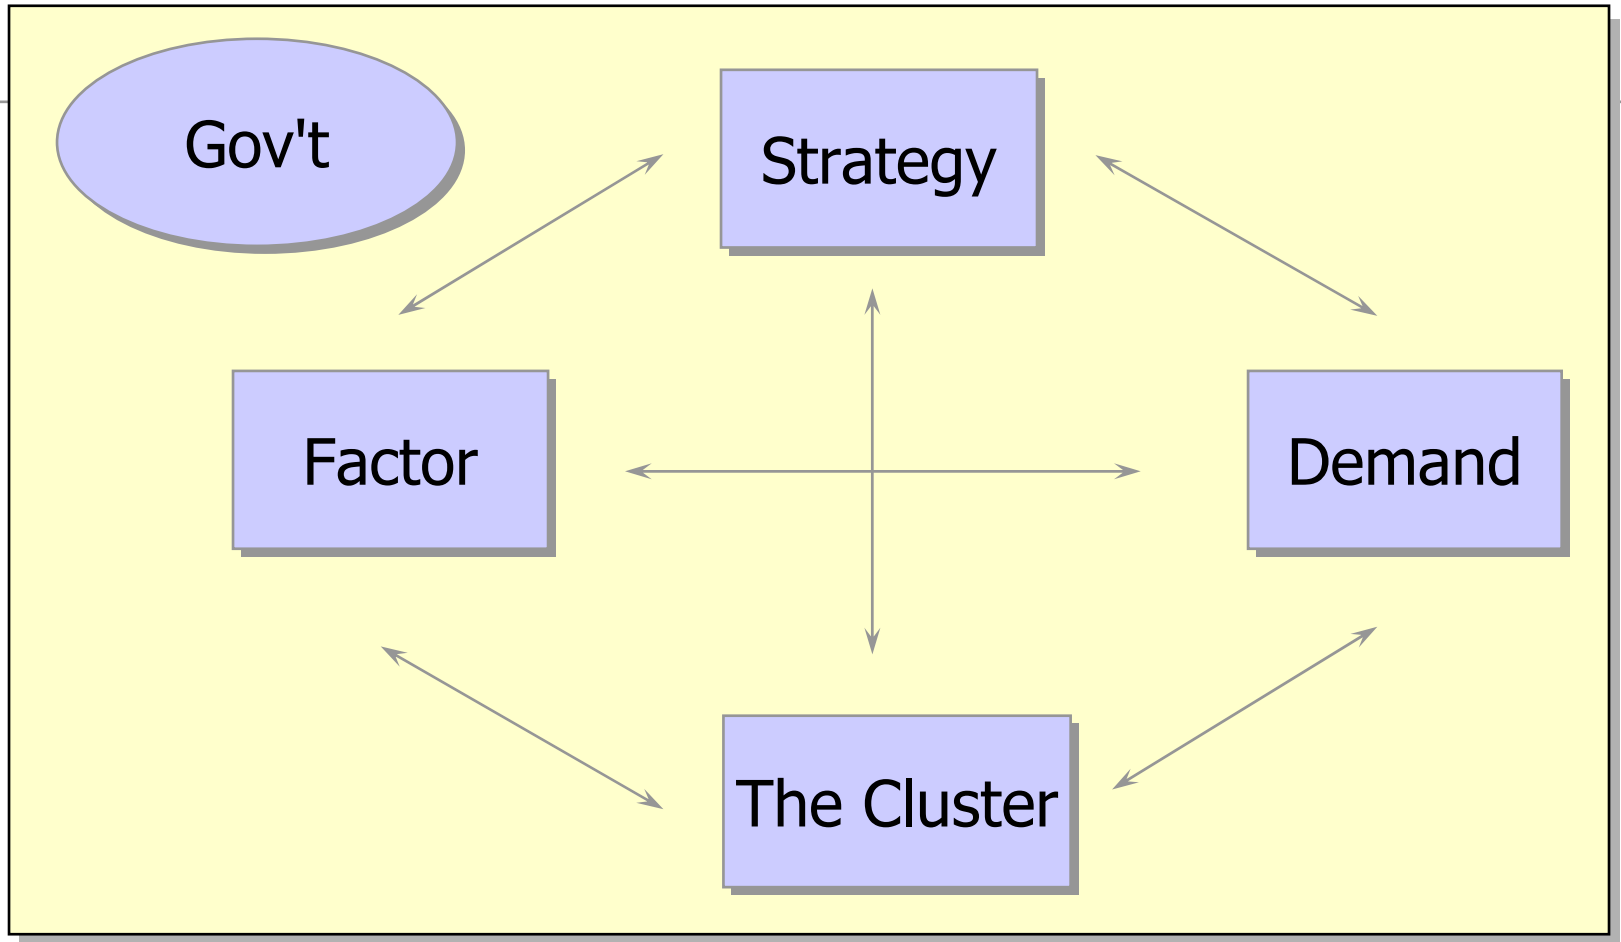 Gov't
Strategy
Factor
Demand
The Cluster